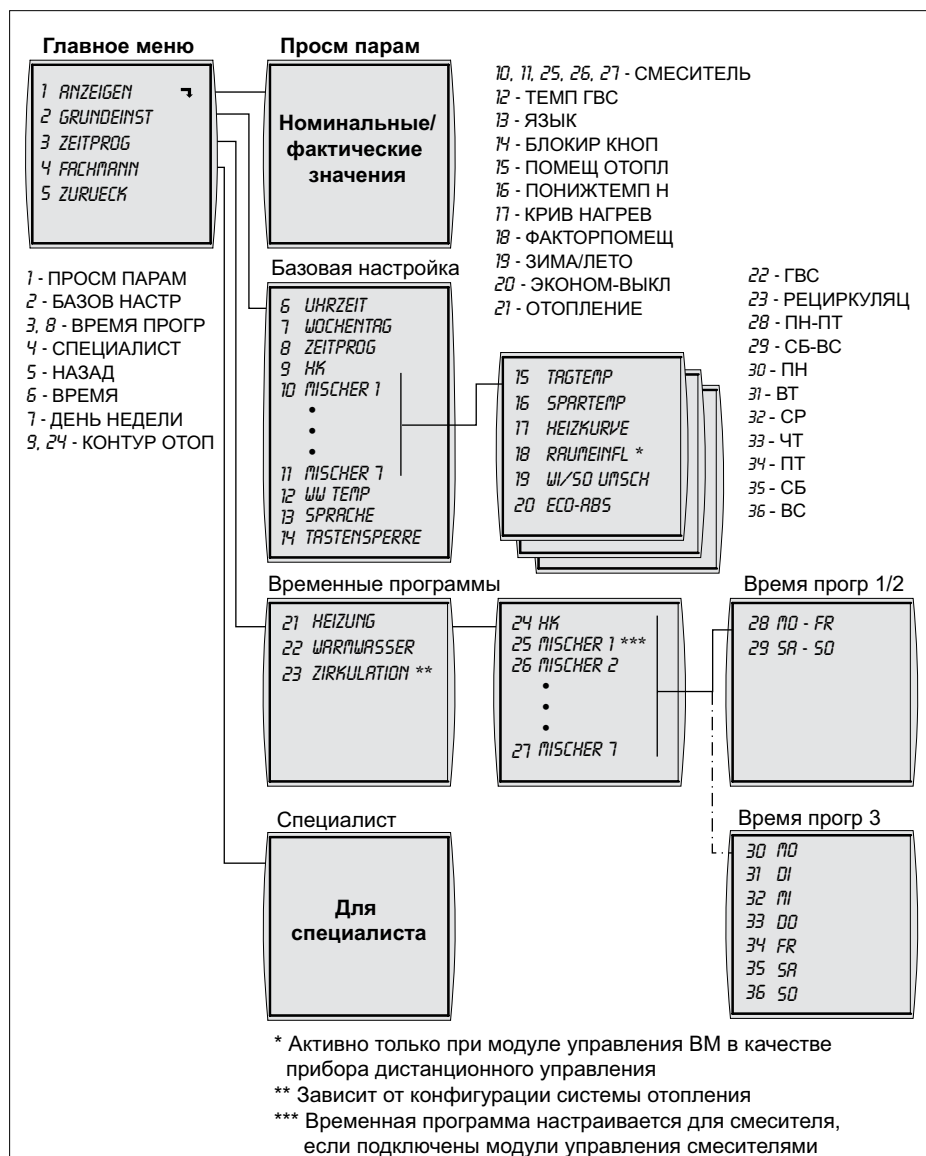 Главное меню
1 ANZEIGEN
2 GRUNDEINST
3 ZEITPROG
4 FACHMANN
5 ZURUECK
Просм парам
Номинальные/
фактические
значения
10, 11, 25, 26, 27 - СМЕСИТЕЛЬ
12 - ТЕМП ГВС
13 - ЯЗЫК
14 - БЛОКИР КНОП
15 - ПОМЕЩ ОТОПЛ
16 - ПОНИЖТЕМП Н
17 - КРИВ НАГРЕВ
18 - ФАКТОРПОМЕЩ
19 - ЗИМА/ЛЕТО
20 - ЭКОНОМ-ВЫКЛ
21 - ОТОПЛЕНИЕ
22 - ГВС
23 - РЕЦИРКУЛЯЦ
28 - ПН-ПТ
29 - СБ-ВС
30 - ПН
31 - ВТ
32 - СР
33 - ЧТ
34 - ПТ
35 - СБ
36 - ВС
1 - ПРОСМ ПАРАМ
2 - БАЗОВ НАСТР
3, 8 - ВРЕМЯ ПРОГР
4 - СПЕЦИАЛИСТ
5 - НАЗАД
6 - ВРЕМЯ
7 - ДЕНЬ НЕДЕЛИ
9, 24 - КОНТУР ОТОП
Базовая настройка
6 UHRZEIT
7 WOCHENTAG
8 ZEITPROG
9 HK
10 MISCHER 1
•
•
•
11 MISCHER 7
12 WW TEMP
13 SPRACHE
14 TASTENSPERRE
15 TAGTEMP
16 SPARTEMP
17 HEIZKURVE
18 RAUMEINFL *
19 WI/SO UMSCH
20 ECO-ABS
Временные программы
21 HEIZUNG
22 WARMWASSER
23 ZIRKULATION **
24 HK
25 MISCHER 1 ***
26 MISCHER 2
•
•
•
27 MISCHER 7
Время прогр 1/2
28 MO - FR
29 SA - SO
Специалист
Для
специалиста
Время прогр 3
30 MO
31 DI
32 MI
33 DO
34 FR
35 SA
36 SO
* Активно только при модуле управления BM в качестве
прибора дистанционного управления
** Зависит от конфигурации системы отопления
*** Временная программа настраивается для смесителя,
если подключены модули управления смесителями